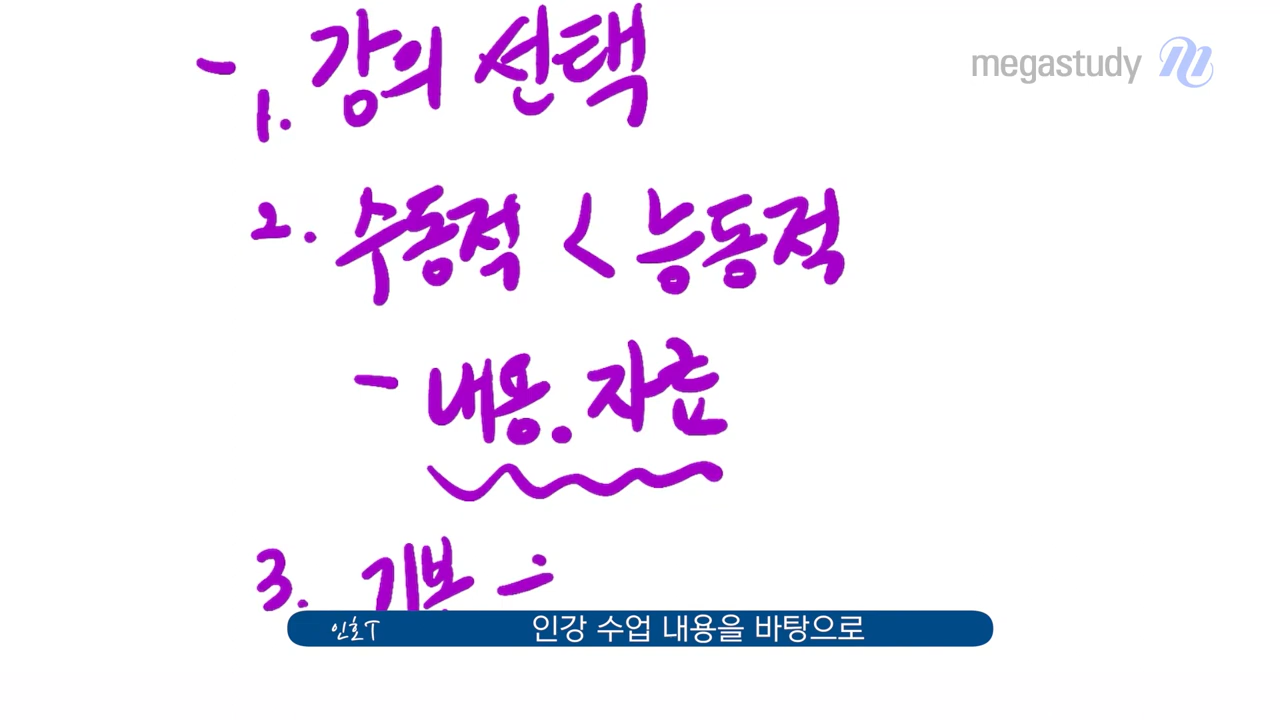 megastudy
- 1. 강의 선택
2. 수동적 < 능동적
- 내용. 자료
3. 기본 -
인호T 인강 수업 내용을 바탕으로